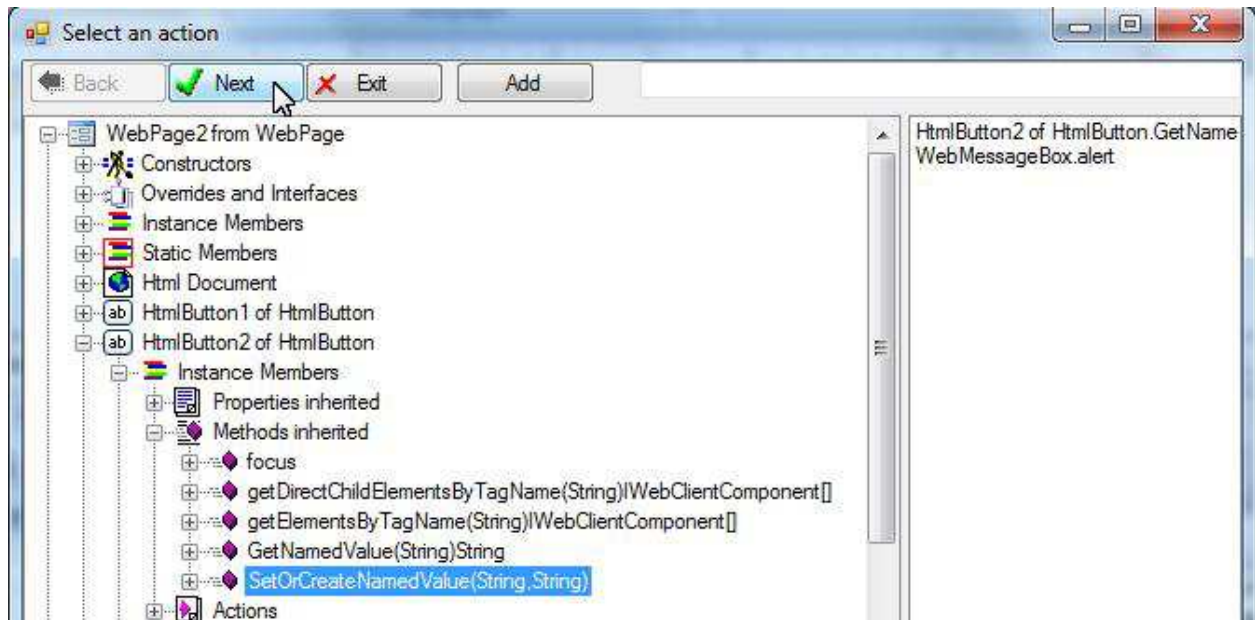 Select an action
Back Next Exit Add
WebPage2 from WebPage
Constructors
Overrides and Interfaces
Instance Members
Static Members
Html Document
ab HtmlButton1 of HtmlButton
ab HtmlButton2 of HtmlButton
Instance Members
Properties inherited
Methods inherited
focus
getDirectChildElementsByTagName(String)IWebClientComponent[]
getElementsByTagName(String)IWebClientComponent[]
GetNamedValue(String)String
SetOrCreateNamedValue(String,String)
Actions
HtmlButton2 of HtmlButton.GetName
WebMessageBox.alert